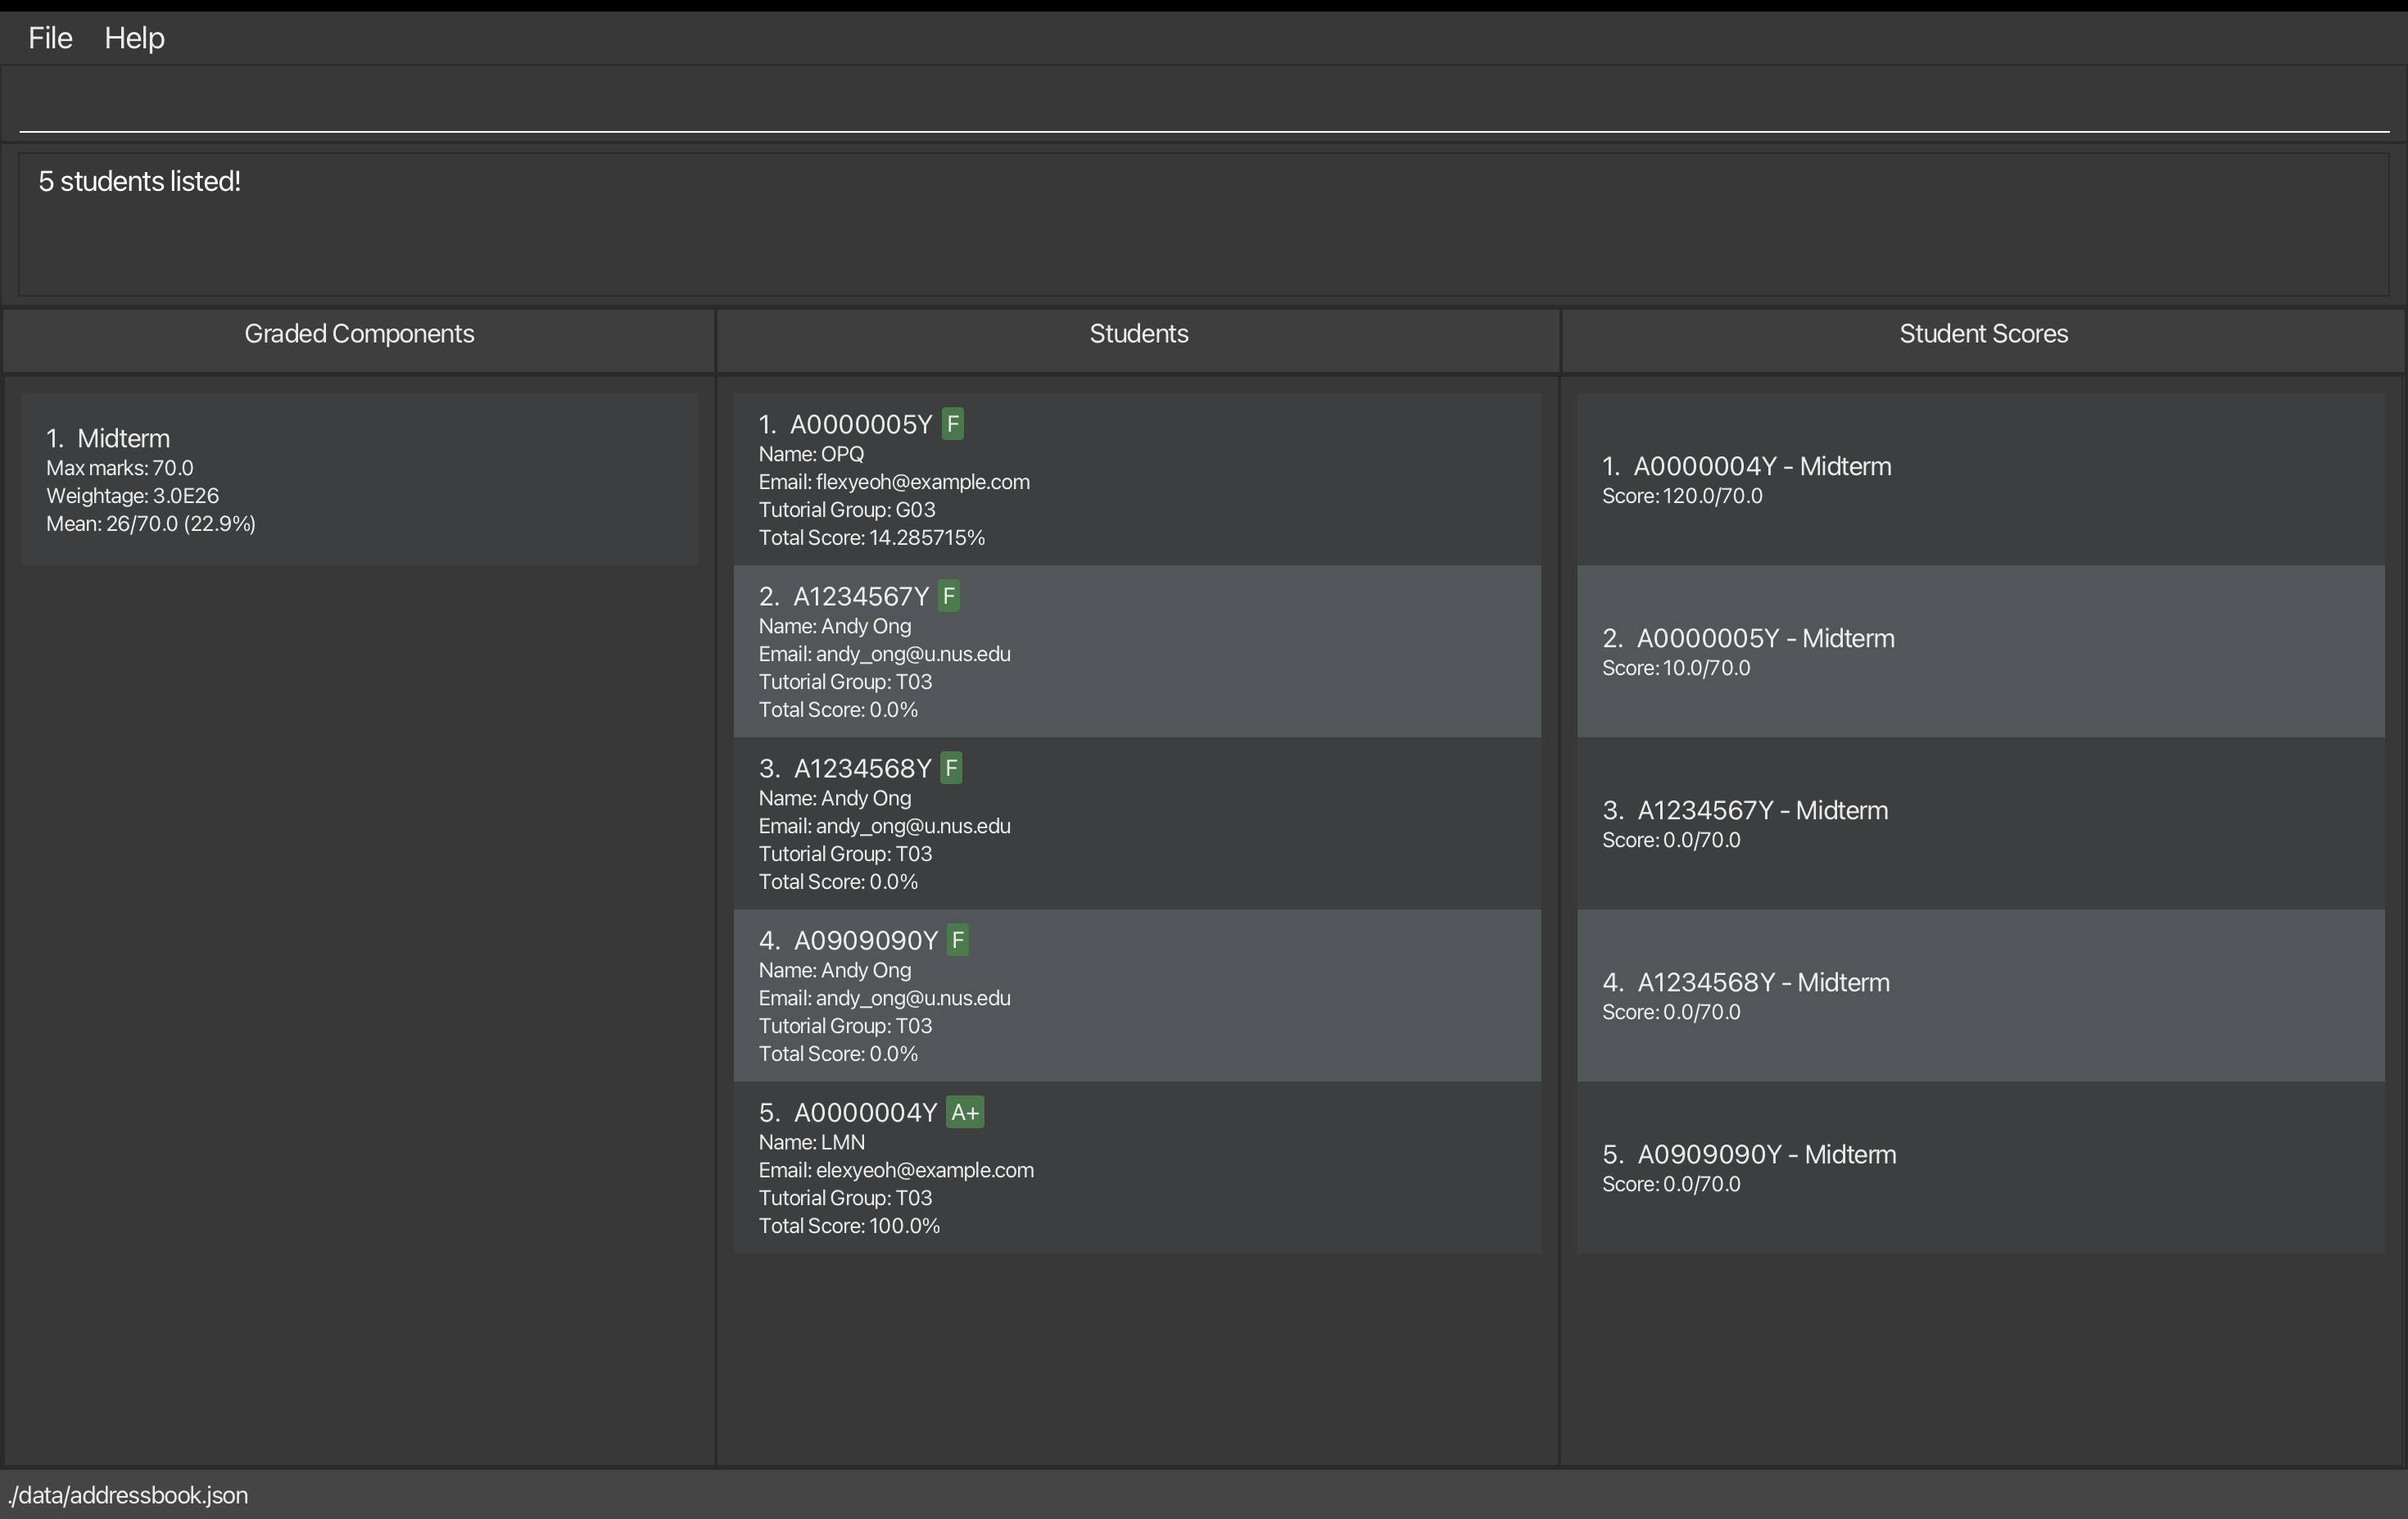 File Help
5 students listed!
Graded Components
1. Midterm
Max marks: 70.0
Weightage: 3.0E26
Mean: 26/70.0 (22.9%)
Students
1. A0000005Y F
Name: OPQ
Email: flexyeoh@example.com
Tutorial Group: G03
Total Score: 14.285715%
2. A1234567Y F
Name: Andy Ong
Email: andy_ong@u.nus.edu
Tutorial Group: T03
Total Score: 0.0%
3. A1234568Y F
Name: Andy Ong
Email: andy_ong@u.nus.edu
Tutorial Group: T03
Total Score: 0.0%
4. A0909090Y F
Name: Andy Ong
Email: andy_ong@u.nus.edu
Tutorial Group: T03
Total Score: 0.0%
5. A0000004Y A+
Name: LMN
Email: elexyeoh@example.com
Tutorial Group: T03
Total Score: 100.0%
Student Scores
1. A0000004Y - Midterm
Score: 120.0/70.0
2. A0000005Y - Midterm
Score: 10.0/70.0
3. A1234567Y - Midterm
Score: 0.0/70.0
4. A1234568Y - Midterm
Score: 0.0/70.0
5. A0909090Y - Midterm
Score: 0.0/70.0
./data/addressbook.json